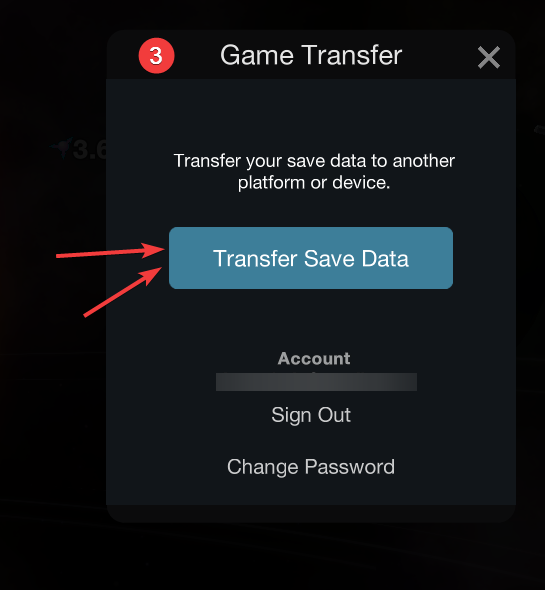 3
Game Transfer
3.6
Transfer your save data to another
platform or device.
Transfer Save Data
Account
Sign Out
Change Password